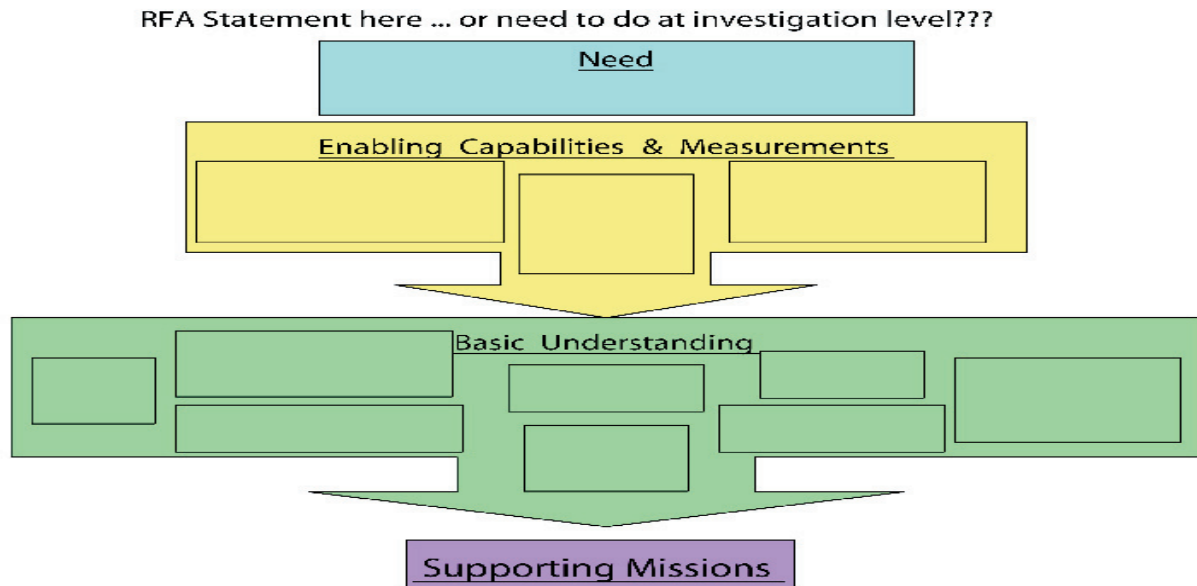 RFA Statement here ... or need to do at investigation level???
Need
Enabling Capabilities & Measurements
Basic Understanding
Supporting Missions